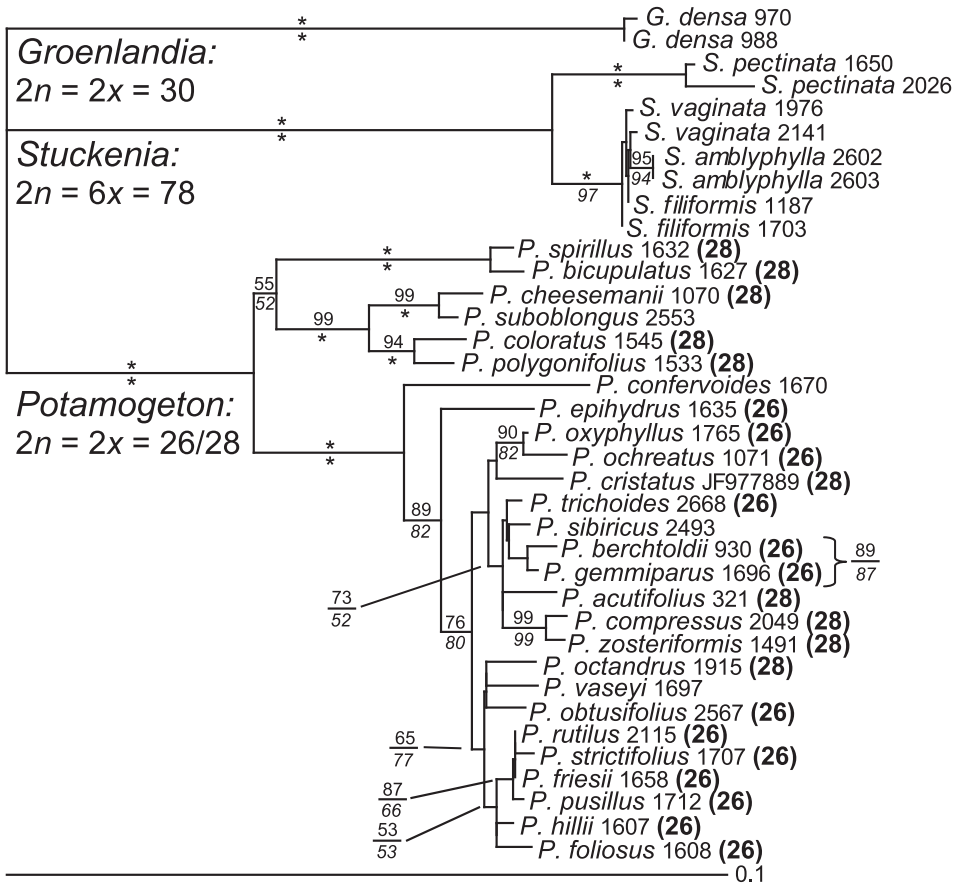 *
*
G. densa 970
G. densa 988
Groenlandia:
2n = 2x = 30
*
*
S. pectinata 1650
S. pectinata 2026
*
*
Stuckenia:
2n = 6x = 78
S. vaginata 1976
S. vaginata 2141
95
94
S. amblyphylla 2602
S. amblyphylla 2603
*
97
S. filiformis 1187
S. filiformis 1703
*
*
P. spirillus 1632 (28)
P. bicupulatus 1627 (28)
55
52
99
*
99
*
P. cheesemanii 1070 (28)
P. suboblongus 2553
94
*
P. coloratus 1545 (28)
P. polygonifolius 1533 (28)
*
*
Potamogeton:
2n = 2x = 26/28
P. confervoides 1670
*
*
P. epihydrus 1635 (26)
90
82
P. oxyphyllus 1765 (26)
P. ochreatus 1071 (26)
P. cristatus JF977889 (28)
89
82
P. trichoides 2668 (26)
P. sibiricus 2493
P. berchtoldii 930 (26)
P. gemmiparus 1696 (26)
89
87
73
52
P. acutifolius 321 (28)
99
99
P. compressus 2049 (28)
P. zosteriformis 1491 (28)
76
80
P. octandrus 1915 (28)
P. vaseyi 1697
P. obtusifolius 2567 (26)
65
77
P. rutilus 2115 (26)
P. strictifolius 1707 (26)
P. friesii 1658 (26)
P. pusillus 1712 (26)
87
66
P. hillii 1607 (26)
P. foliosus 1608 (26)
53
53
0.1